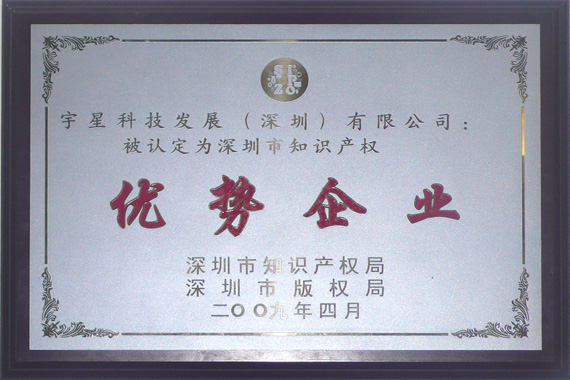 宇星科技发展（深圳）有限公司：
被认定为深圳市知识产权
优势企业
深圳市知识产权局
深圳市版权局
二〇〇九年四月